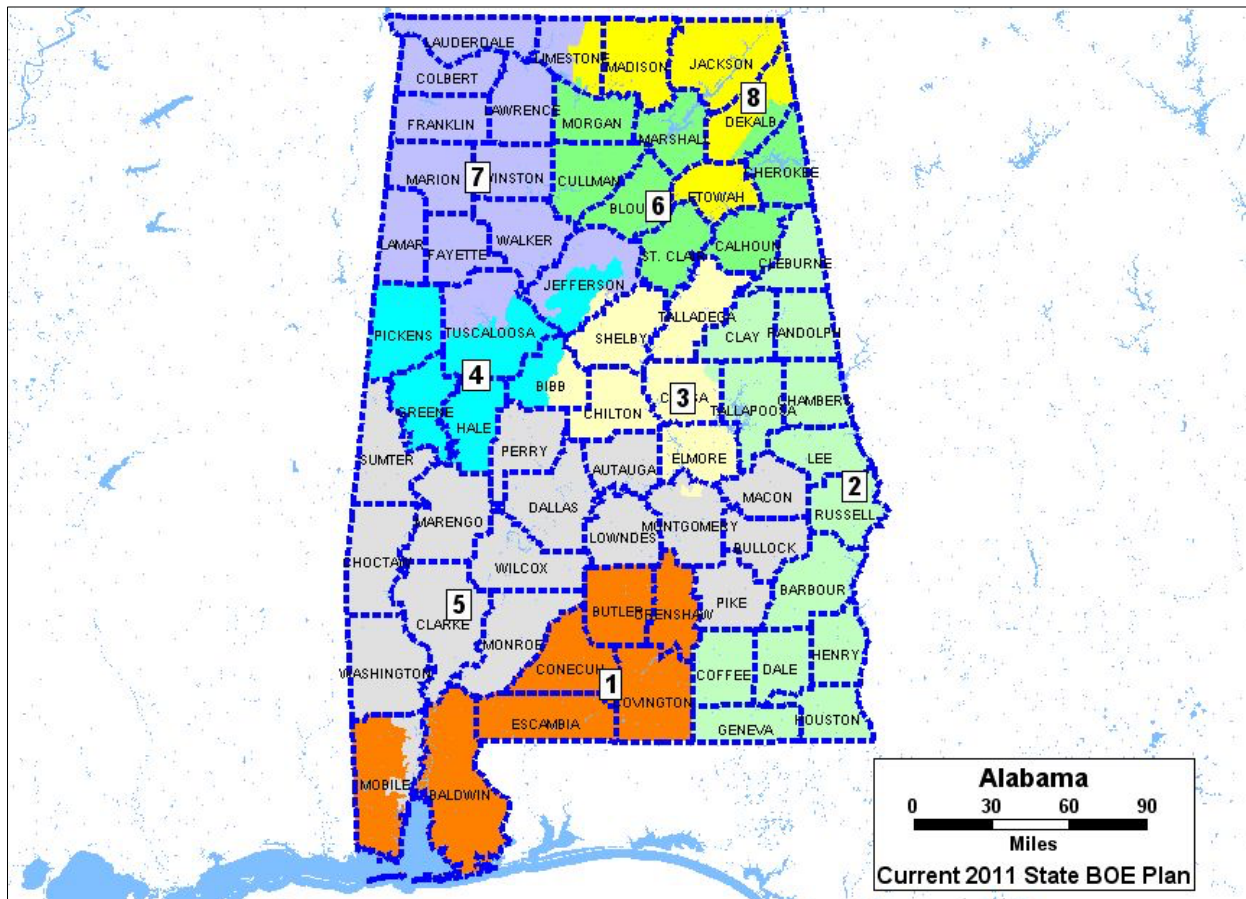 LAUDERDALE
LIMESTONE
MADISON
JACKSON
COLBERT
8
LAWRENCE
FRANKLIN
MORGAN
DEKALB
MARSHALL
7
MARION
WINSTON
CULLMAN
CHEROKEE
ETOWAH
6
LAMAR
FAYETTE
WALKER
CALHOUN
ST. CLAIR
CLEBURNE
JEFFERSON
PICKENS
TUSCALOOSA
SHELBY
TALLADEGA
CLAY
RANDOLPH
4
BIBB
3
GREENE
HALE
CHILTON
TALLAPOOSA
CHAMBERS
SUMTER
PERRY
ELMORE
LEE
AUTAUGA
2
MACON
RUSSELL
DALLAS
MARENGO
MONTGOMERY
LOWNDES
BULLOCK
CHOCTAW
WILCOX
BARBOUR
5
CLARKE
BUTLER
CRENSHAW
PIKE
MONROE
HENRY
WASHINGTON
CONECUH
1
COFFEE
DALE
ESCAMBIA
GENEVA
HOUSTON
MOBILE
BALDWIN
Alabama
0 30 60 90
Miles
Current 2011 State BOE Plan